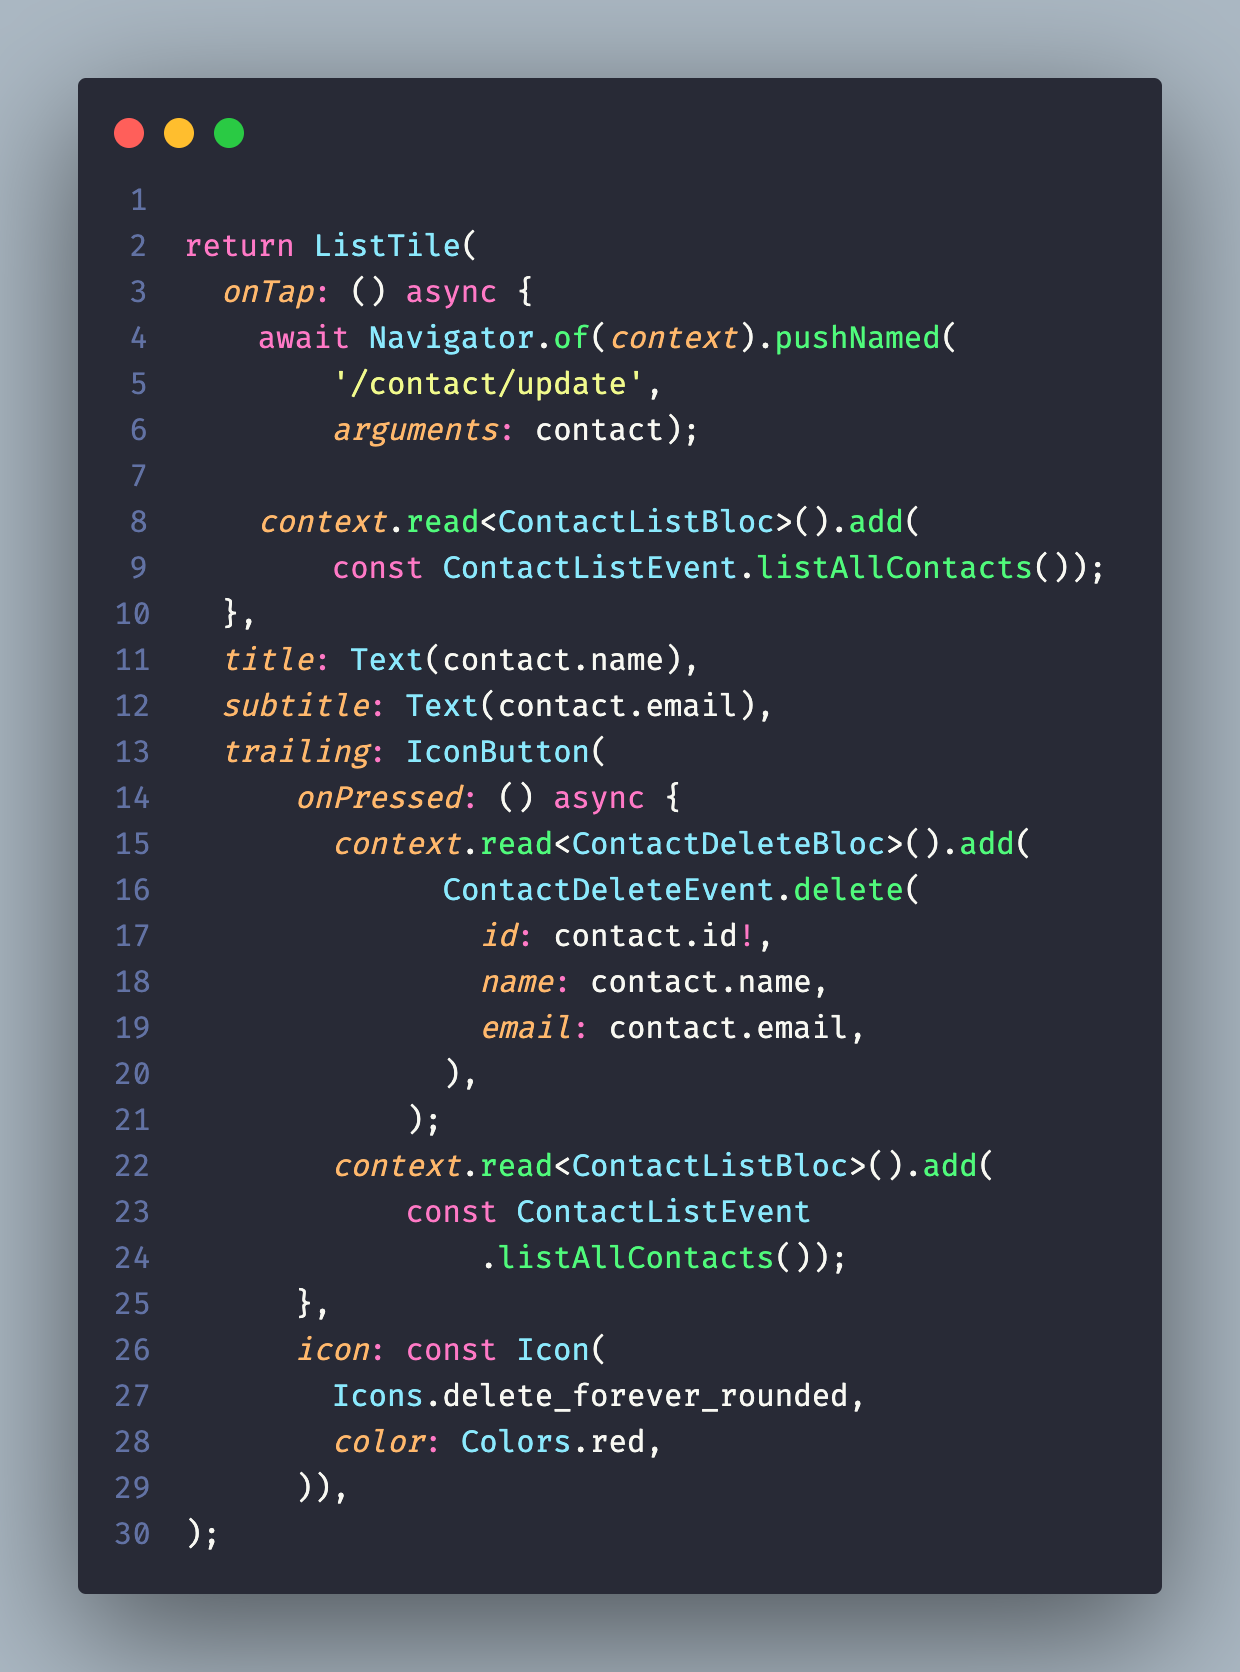 1
2 return ListTile(
3   onTap: () async {
4     await Navigator.of(context).pushNamed(
5         '/contact/update',
6         arguments: contact);
7
8     context.read<ContactListBloc>().add(
9         const ContactListEvent.listAllContacts());
10   },
11   title: Text(contact.name),
12   subtitle: Text(contact.email),
13   trailing: IconButton(
14       onPressed: () async {
15         context.read<ContactDeleteBloc>().add(
16               ContactDeleteEvent.delete(
17                 id: contact.id!,
18                 name: contact.name,
19                 email: contact.email,
20               ),
21             );
22         context.read<ContactListBloc>().add(
23             const ContactListEvent
24                 .listAllContacts());
25       },
26       icon: const Icon(
27         Icons.delete_forever_rounded,
28         color: Colors.red,
29       )),
30 );